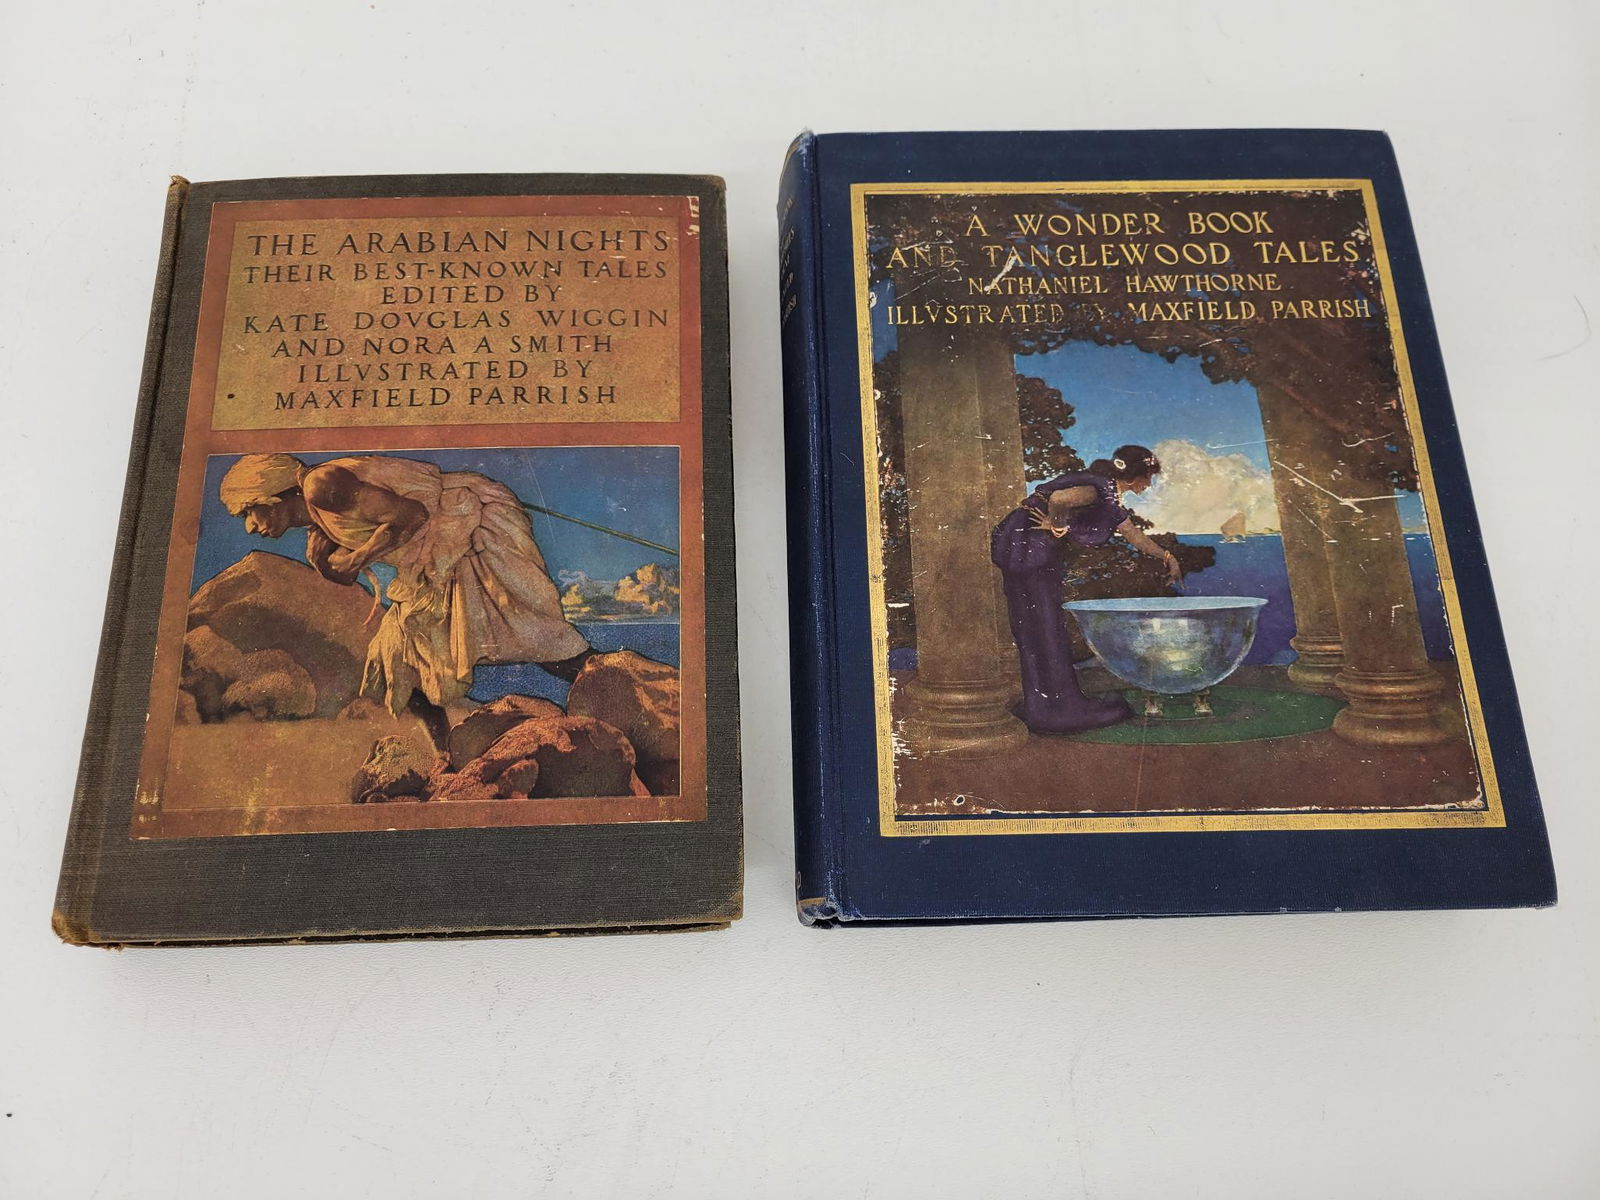 THE ARABIAN NIGHTS
THEIR BEST-KNOWN TALES
EDITED BY
KATE DOVGLAS WIGGIN
AND NORA A SMITH
ILLVSTRATED BY
MAXFIELD PARRISH
A WONDER BOOK
AND TANGLEWOOD TALES
NATHANIEL HAWTHORNE
ILLVSTRATED BY MAXFIELD PARRISH